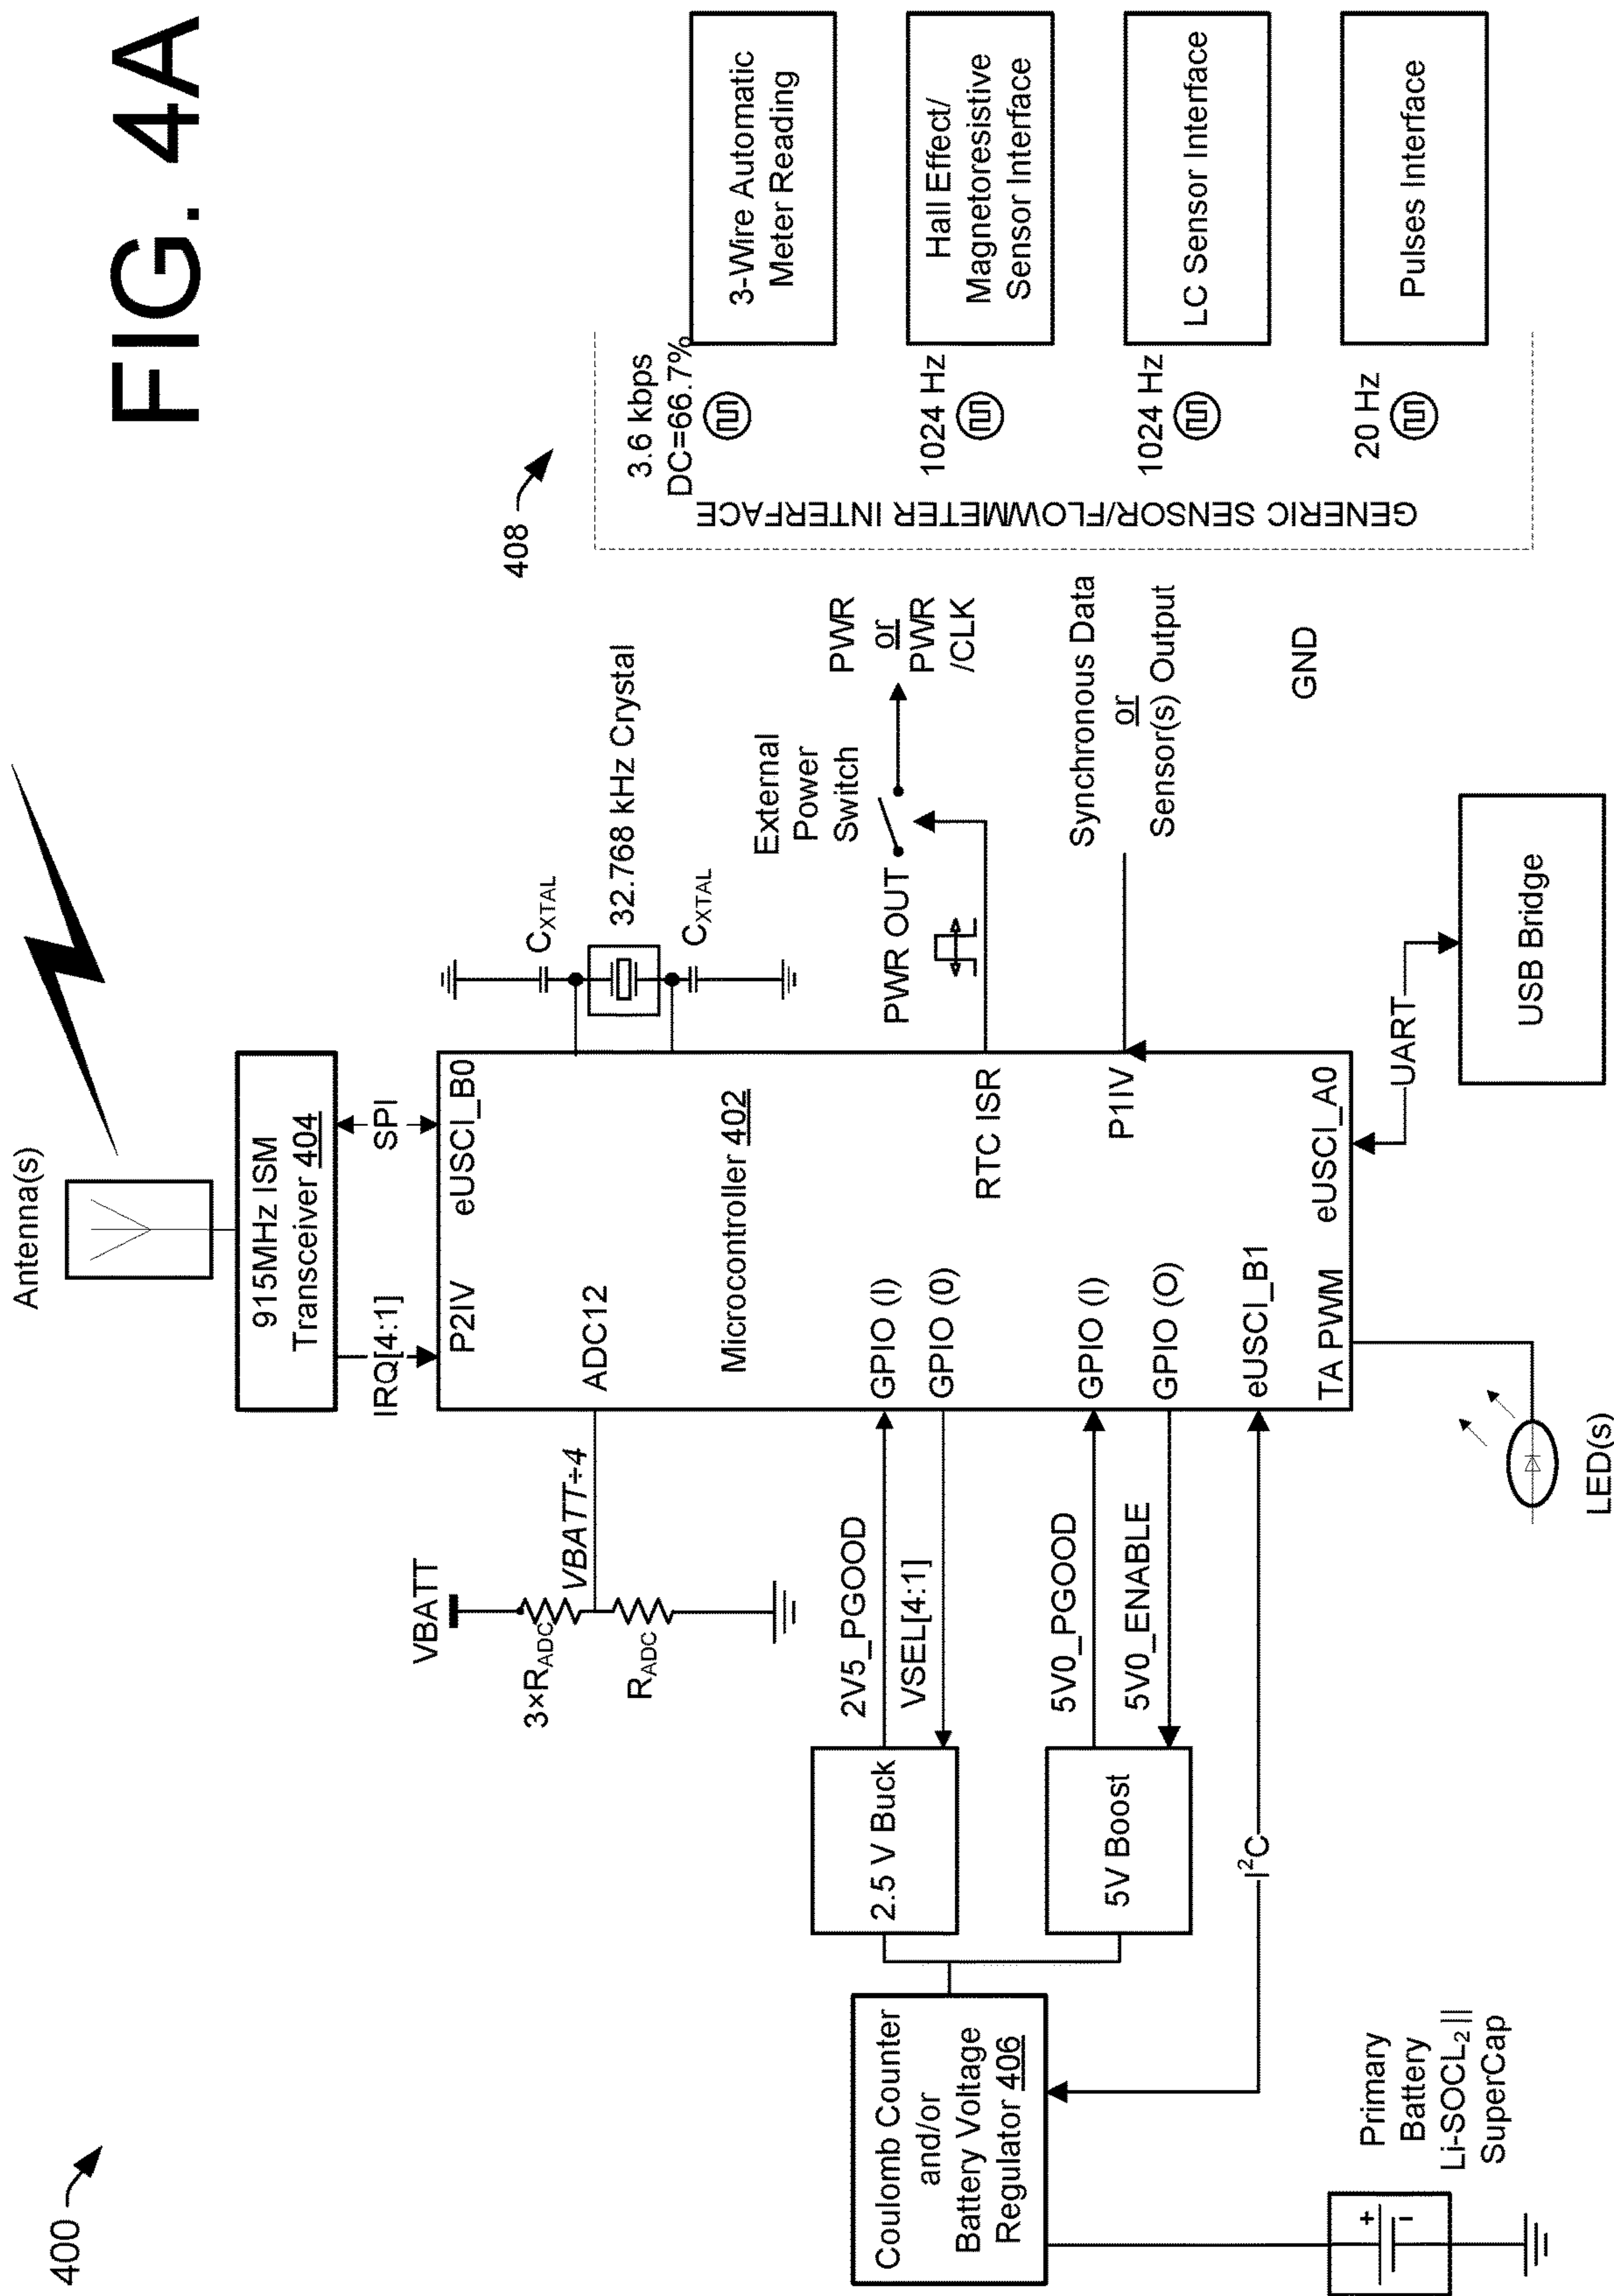 FIG. 4A
400
Antenna(s)
915MHz ISM
Transceiver 404
IRQ[4:1]
SPI
P2IV
eUSCI_B0
ADC12
Microcontroller 402
GPIO (I)
GPIO (0)
GPIO (I)
GPIO (O)
eUSCI_B1
TA PWM
RTC ISR
P1IV
eUSCI_A0
VBATT
3×RADC
VBATT÷4
RADC
2V5_PGOOD
VSEL[4:1]
5V0_PGOOD
5V0_ENABLE
2.5 V Buck
5V Boost
I²C
Coulomb Counter
and/or
Battery Voltage
Regulator 406
+
-
Primary
Battery
Li-SOCL₂ ||
SuperCap
LED(s)
CXTAL
32.768 kHz Crystal
CXTAL
External
Power
Switch
PWR OUT
PWR
or
PWR
/CLK
Synchronous Data
or
Sensor(s) Output
GND
UART
USB Bridge
408
GENERIC SENSOR/FLOWMETER INTERFACE
3.6 kbps
DC=66.7%
3-Wire Automatic
Meter Reading
1024 Hz
Hall Effect/
Magnetoresistive
Sensor Interface
1024 Hz
LC Sensor Interface
20 Hz
Pulses Interface